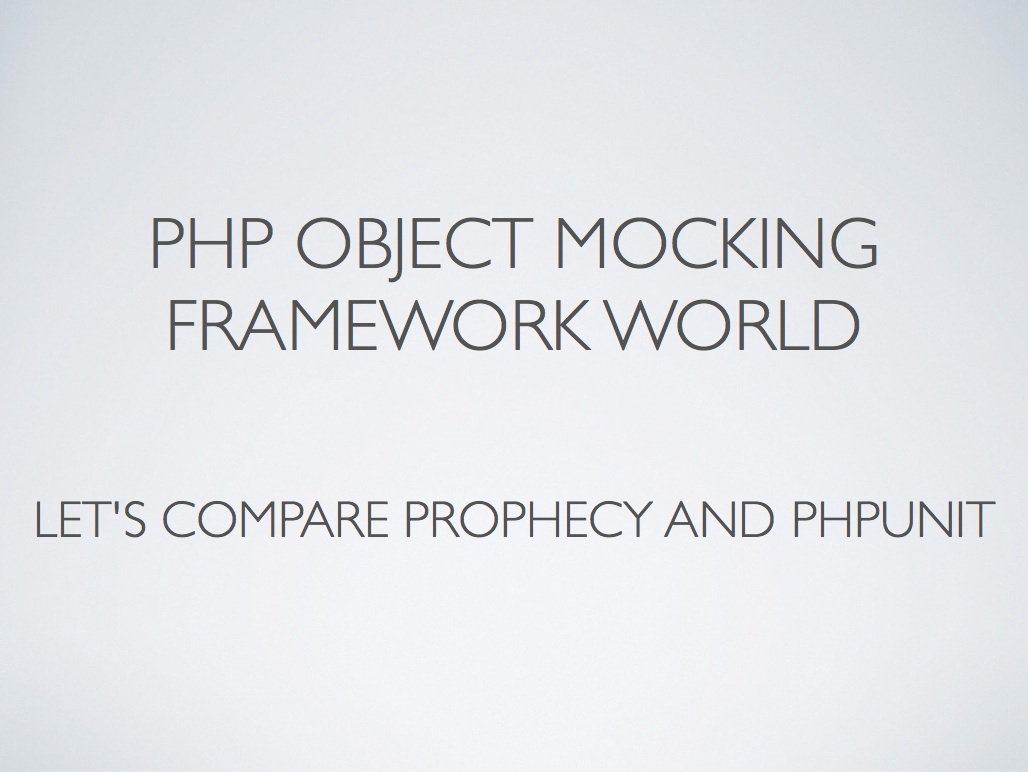 PHP OBJECT MOCKING
FRAMEWORK WORLD
LET'S COMPARE PROPHECY AND PHPUNIT